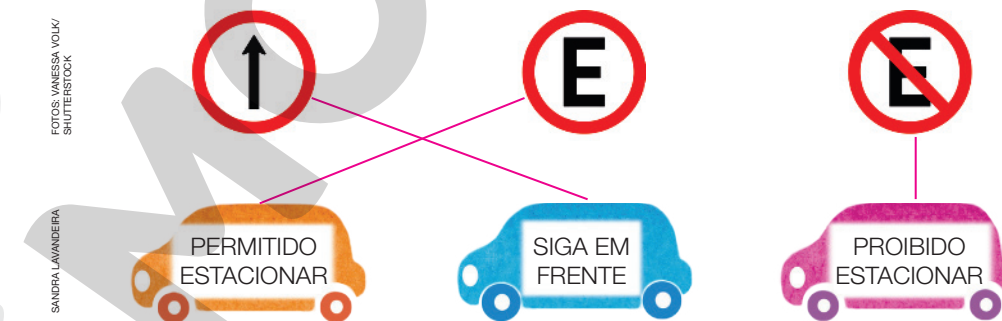 FOTOS: VANESSA VOLK/
SHUTTERSTOCK
E
E
SANDRA LAVANDEIRA
PERMITIDO
ESTACIONAR
SIGA EM
FRENTE
PROIBIDO
ESTACIONAR